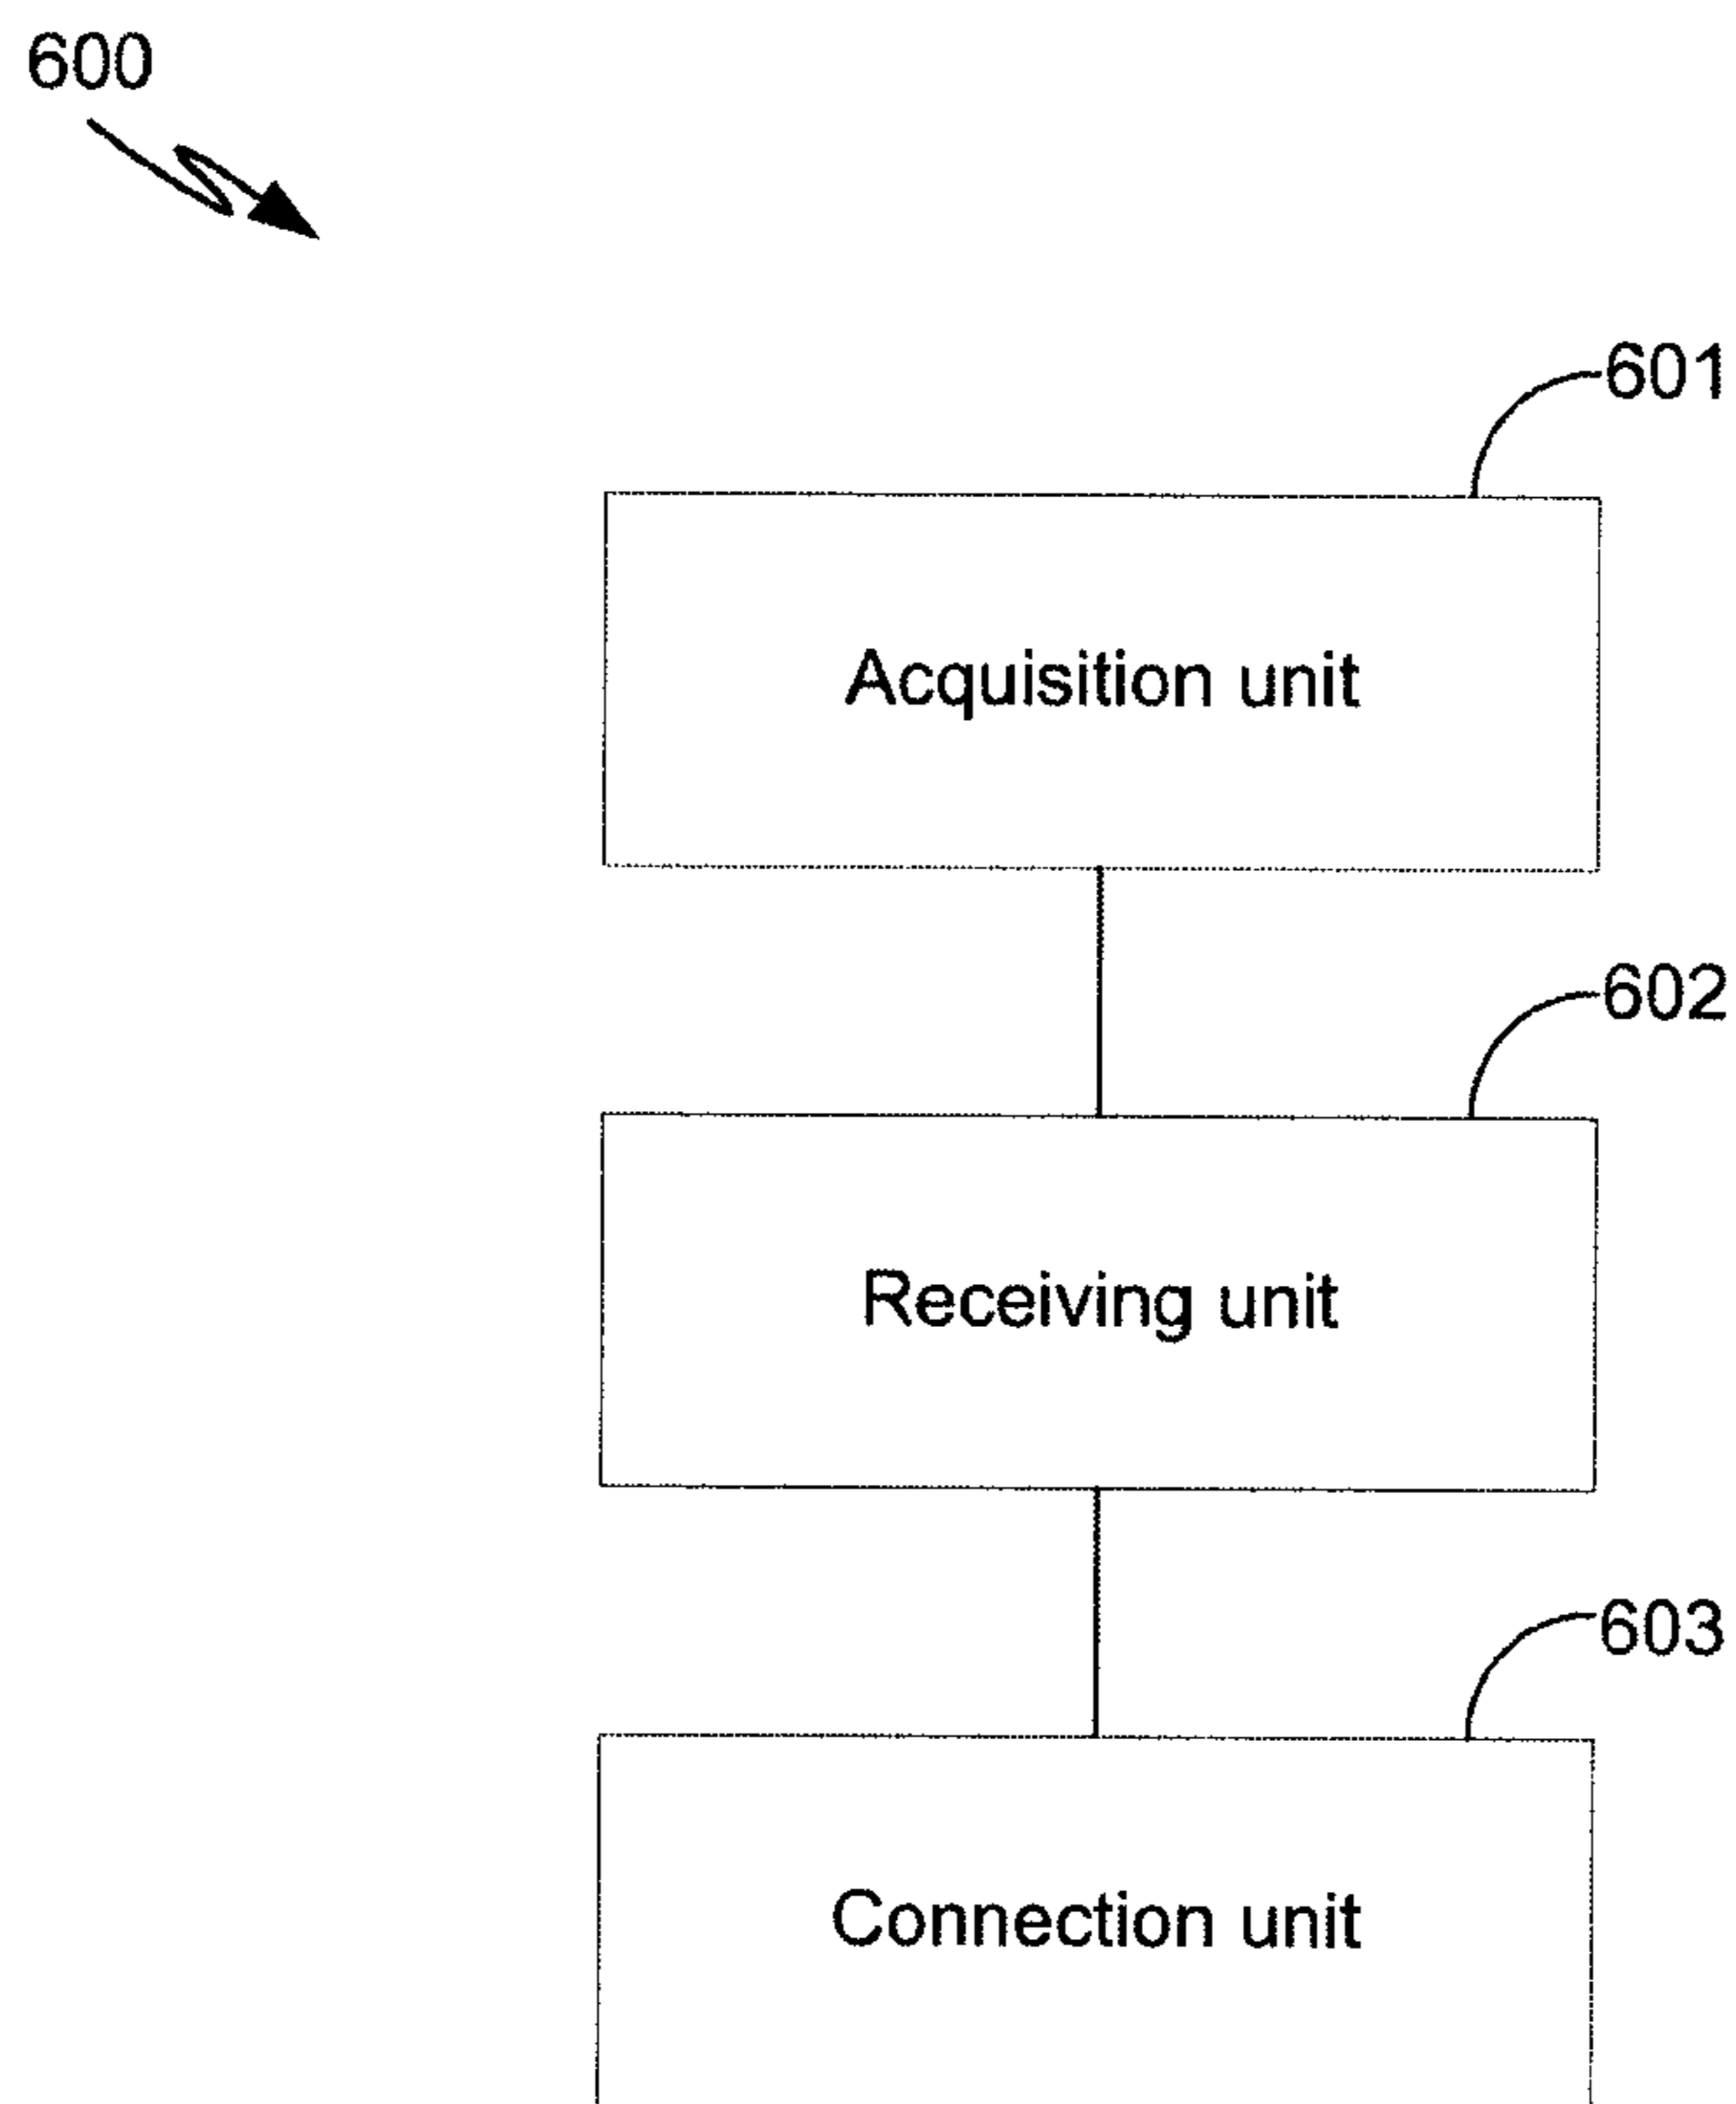 600
601
Acquisition unit
602
Receiving unit
603
Connection unit